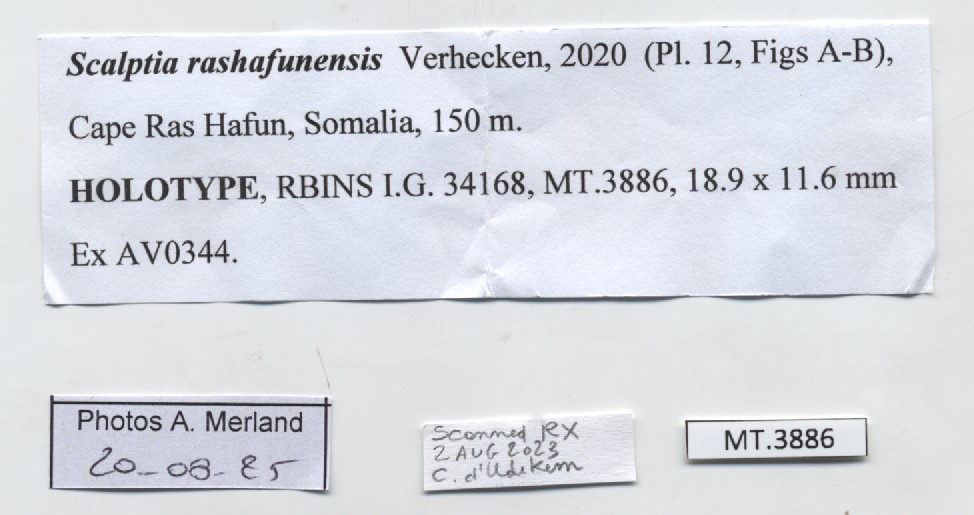 Scalptia rashafunensis Verhecken, 2020 (Pl. 12, Figs A-B),
Cape Ras Hafun, Somalia, 150 m.
HOLOTYPE, RBINS I.G. 34168, MT.3886, 18.9 x 11.6 mm
Ex AV0344.
Photos A. Merland
20-08-25
Scanned RX
2 AUG 2023
C. d'Udekem
MT.3886